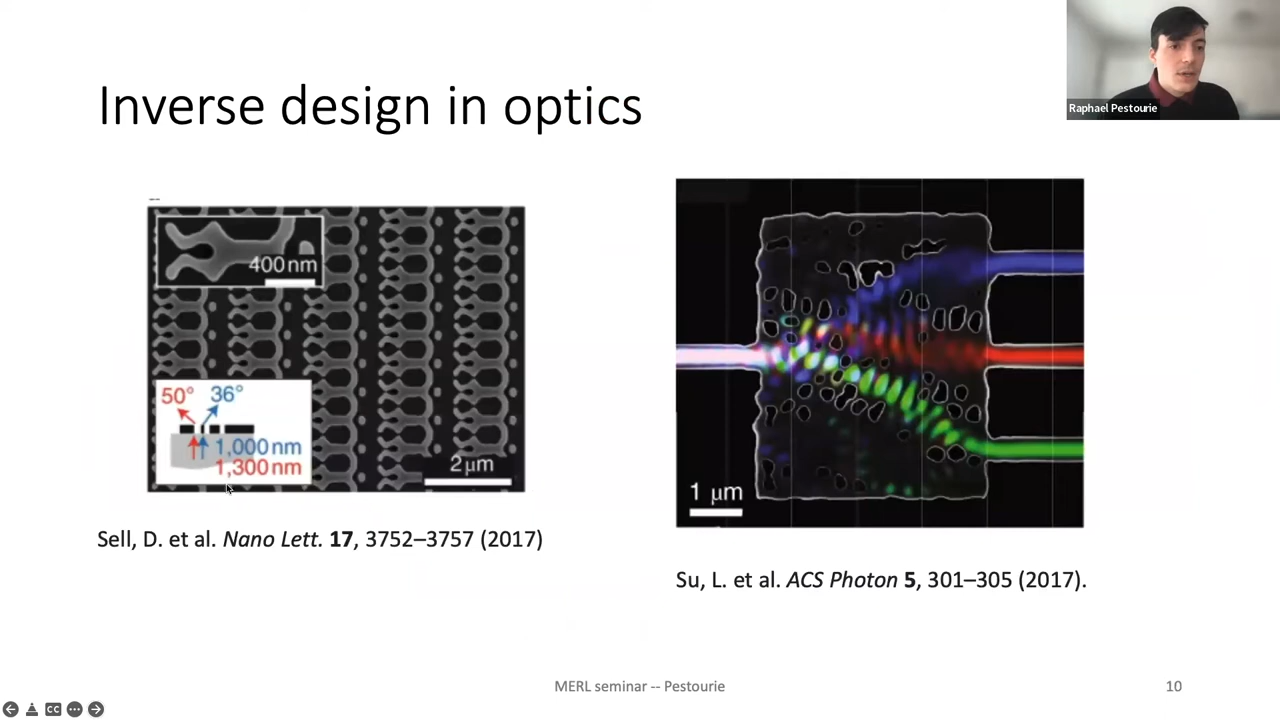 Raphael Pestourie
Inverse design in optics
400 nm
50° 36°
1,000 nm
1,300 nm
2 μm
1 μm
Sell, D. et al. Nano Lett. 17, 3752–3757 (2017)
Su, L. et al. ACS Photon 5, 301–305 (2017).
MERL seminar -- Pestourie
10
CC